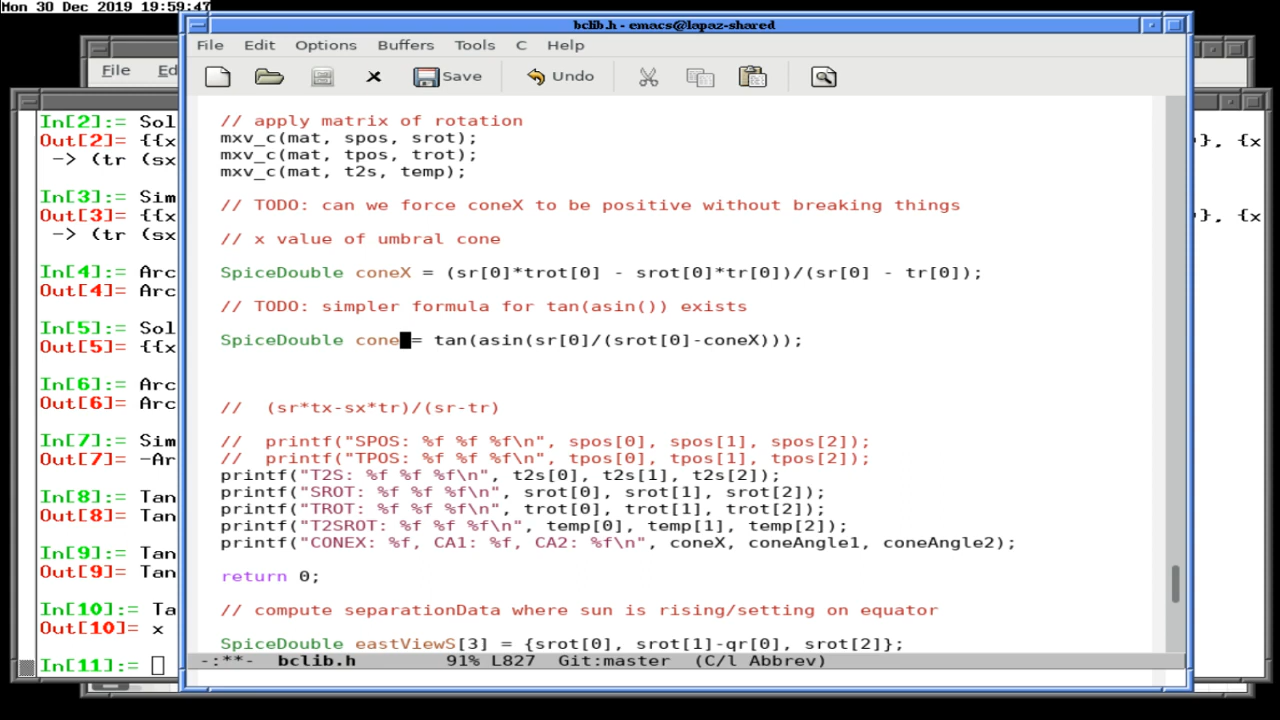 Mon 30 Dec 2019 19:59:47
bclib.h - emacs@lapaz-shared
File Edit Options Buffers Tools C Help
Save Undo
// apply matrix of rotation
mxv_c(mat, spos, srot);
mxv_c(mat, tpos, trot);
mxv_c(mat, t2s, temp);
// TODO: can we force coneX to be positive without breaking things
// x value of umbral cone
SpiceDouble coneX = (sr[0]*trot[0] - srot[0]*tr[0])/(sr[0] - tr[0]);
// TODO: simpler formula for tan(asin()) exists
SpiceDouble cone = tan(asin(sr[0]/(srot[0]-coneX)));
//  (sr*tx-sx*tr)/(sr-tr)
//  printf("SPOS: %f %f %f\n", spos[0], spos[1], spos[2]);
//  printf("TPOS: %f %f %f\n", tpos[0], tpos[1], tpos[2]);
printf("T2S: %f %f %f\n", t2s[0], t2s[1], t2s[2]);
printf("SROT: %f %f %f\n", srot[0], srot[1], srot[2]);
printf("TROT: %f %f %f\n", trot[0], trot[1], trot[2]);
printf("T2SROT: %f %f %f\n", temp[0], temp[1], temp[2]);
printf("CONEX: %f, CA1: %f, CA2: %f\n", coneX, coneAngle1, coneAngle2);
return 0;
// compute separationData where sun is rising/setting on equator
SpiceDouble eastViewS[3] = {srot[0], srot[1]-qr[0], srot[2]};
-:**-  bclib.h  91% L827  Git:master  (C/l Abbrev)
File Ed
In[2]:= Sol
Out[2]= {{x
-> (tr (sx
In[3]:= Sim
Out[3]= {{x
-> (tr (sx
In[4]:= Arc
Out[4]= Arc
In[5]:= Sol
Out[5]= {{x
In[6]:= Arc
Out[6]= Arc
In[7]:= Sim
Out[7]= -Ar
In[8]:= Tan
Out[8]= Tan
In[9]:= Tan
Out[9]= Tan
In[10]:= Ta
Out[10]= x
In[11]:=
}, {x
}, {x